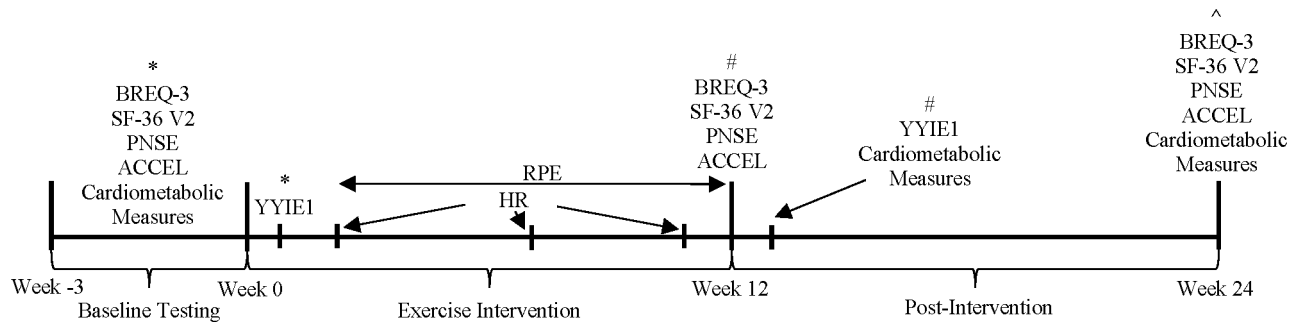 *
BREQ-3
SF-36 V2
PNSE
ACCEL
Cardiometabolic
Measures
*
YYIE1
RPE
HR
#
BREQ-3
SF-36 V2
PNSE
ACCEL
#
YYIE1
Cardiometabolic
Measures
^
BREQ-3
SF-36 V2
PNSE
ACCEL
Cardiometabolic
Measures
Week -3
Week 0
Week 12
Week 24
Baseline Testing
Exercise Intervention
Post-Intervention